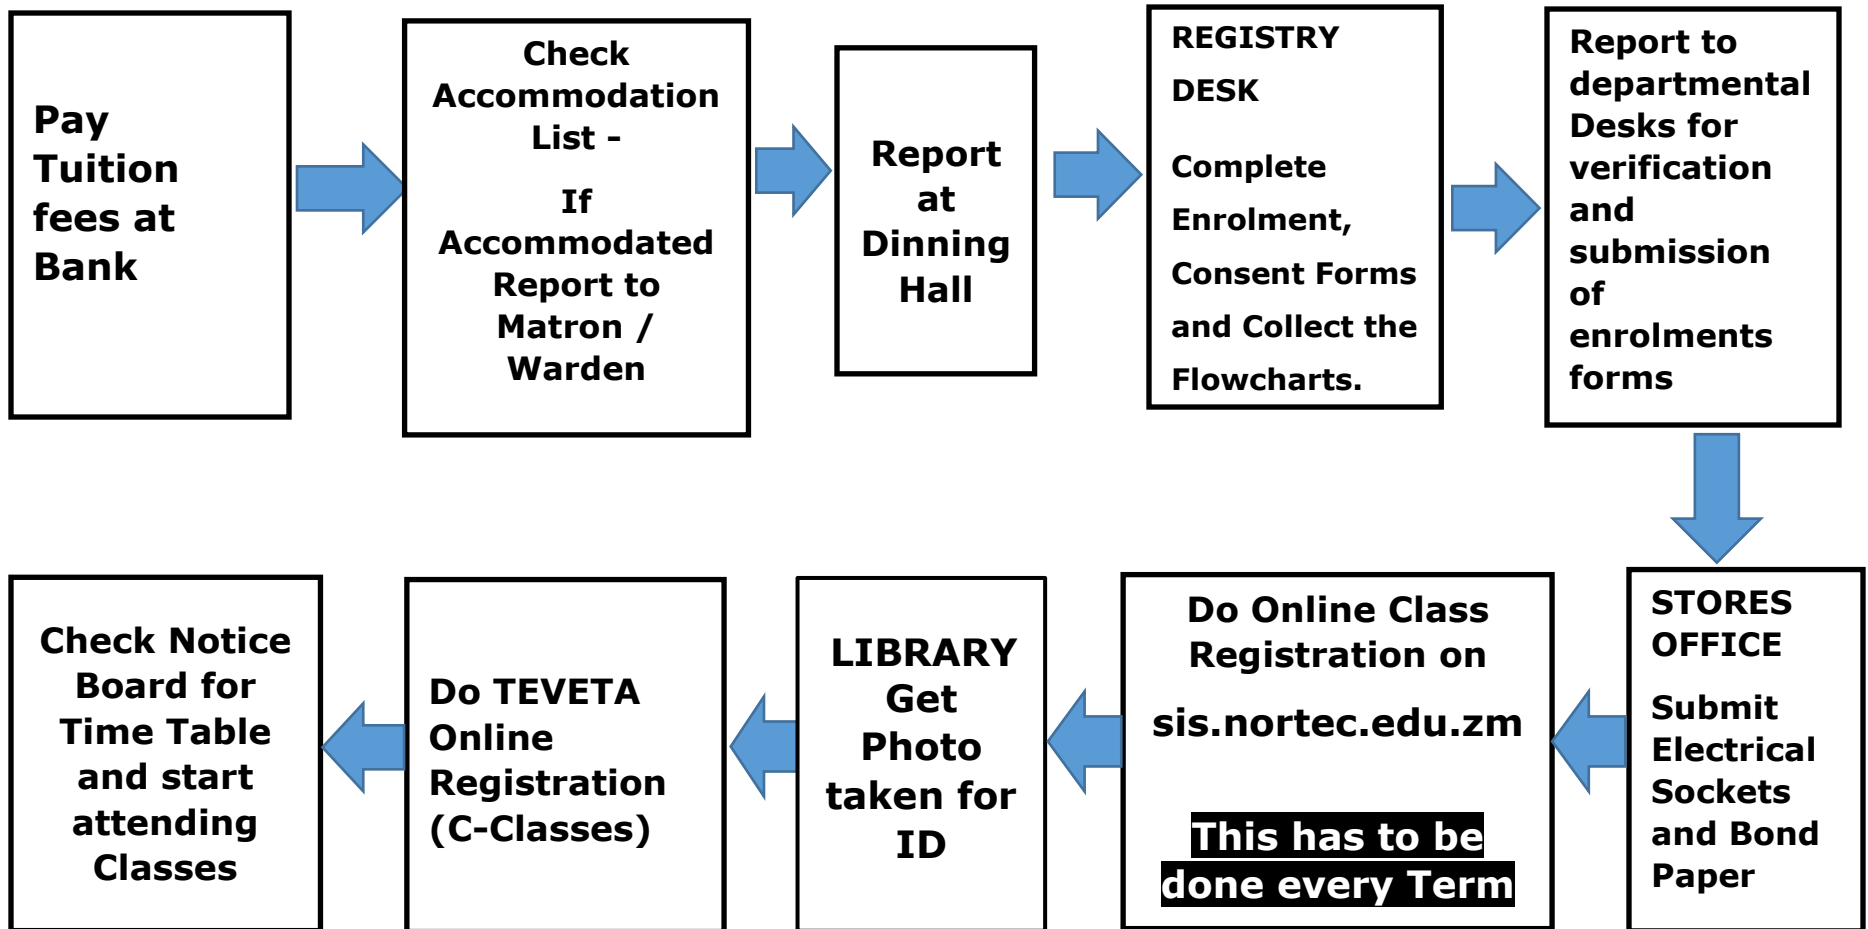 Pay
Tuition
fees at
Bank
Check
Accommodation
List -
If
Accommodated
Report to
Matron /
Warden
Report
at
Dinning
Hall
REGISTRY
DESK
Complete
Enrolment,
Consent Forms
and Collect the
Flowcharts.
Report to
departmental
Desks for
verification
and
submission
of
enrolments
forms
STORES
OFFICE
Submit
Electrical
Sockets
and Bond
Paper
Do Online Class
Registration on
sis.nortec.edu.zm
This has to be
done every Term
LIBRARY
Get
Photo
taken for
ID
Do TEVETA
Online
Registration
(C-Classes)
Check Notice
Board for
Time Table
and start
attending
Classes